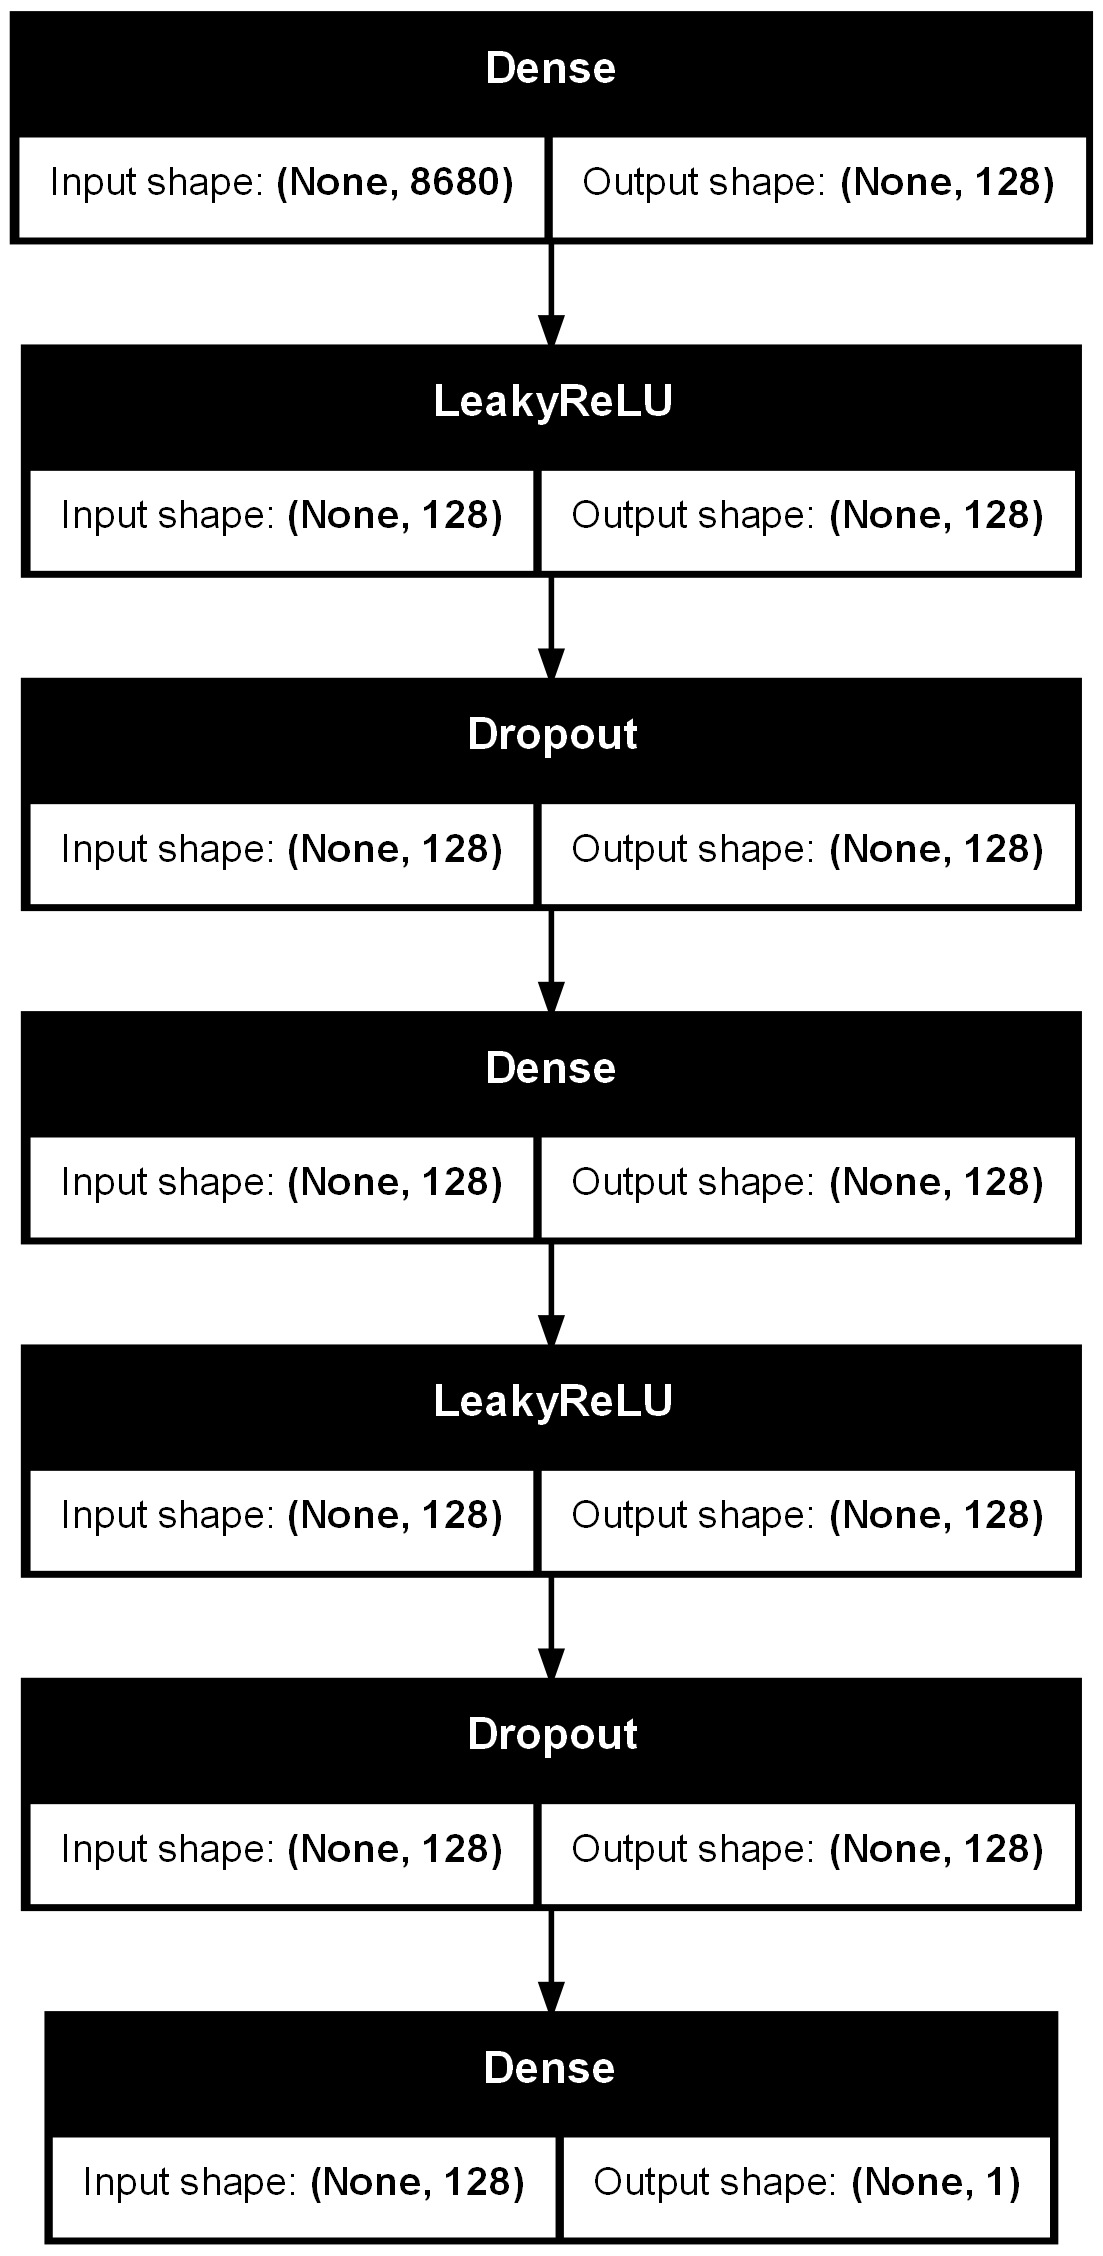 Dense
Input shape: (None, 8680) Output shape: (None, 128)
LeakyReLU
Input shape: (None, 128) Output shape: (None, 128)
Dropout
Input shape: (None, 128) Output shape: (None, 128)
Dense
Input shape: (None, 128) Output shape: (None, 128)
LeakyReLU
Input shape: (None, 128) Output shape: (None, 128)
Dropout
Input shape: (None, 128) Output shape: (None, 128)
Dense
Input shape: (None, 128) Output shape: (None, 1)